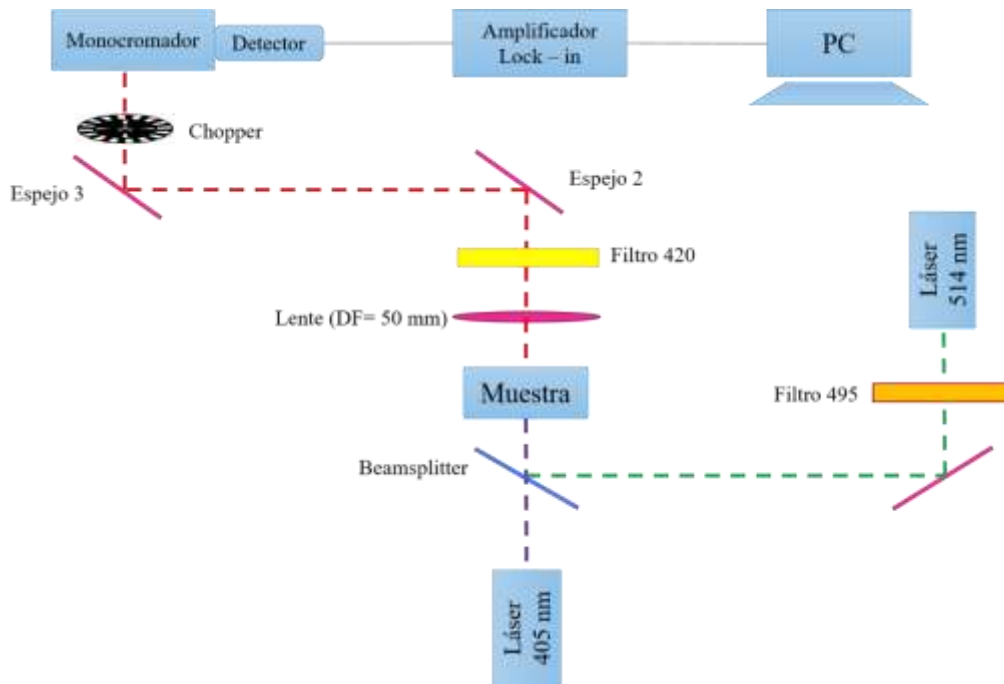 Monocromador
Detector
Amplificador
Lock – in
PC
Chopper
Espejo 3
Espejo 2
Filtro 420
Láser
514 nm
Lente (DF= 50 mm)
Muestra
Filtro 495
Beamsplitter
Láser
405 nm